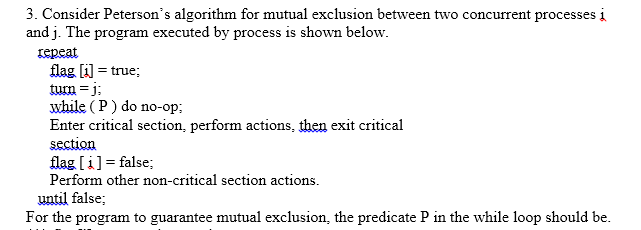 3. Consider Peterson's algorithm for mutual exclusion between two concurrent processes i
and j. The program executed by process is shown below.
repeat
flag [i] = true;
turn = j;
while ( P ) do no-op;
Enter critical section, perform actions, then exit critical
section
flag [ i ] = false;
Perform other non-critical section actions.
until false;
For the program to guarantee mutual exclusion, the predicate P in the while loop should be.